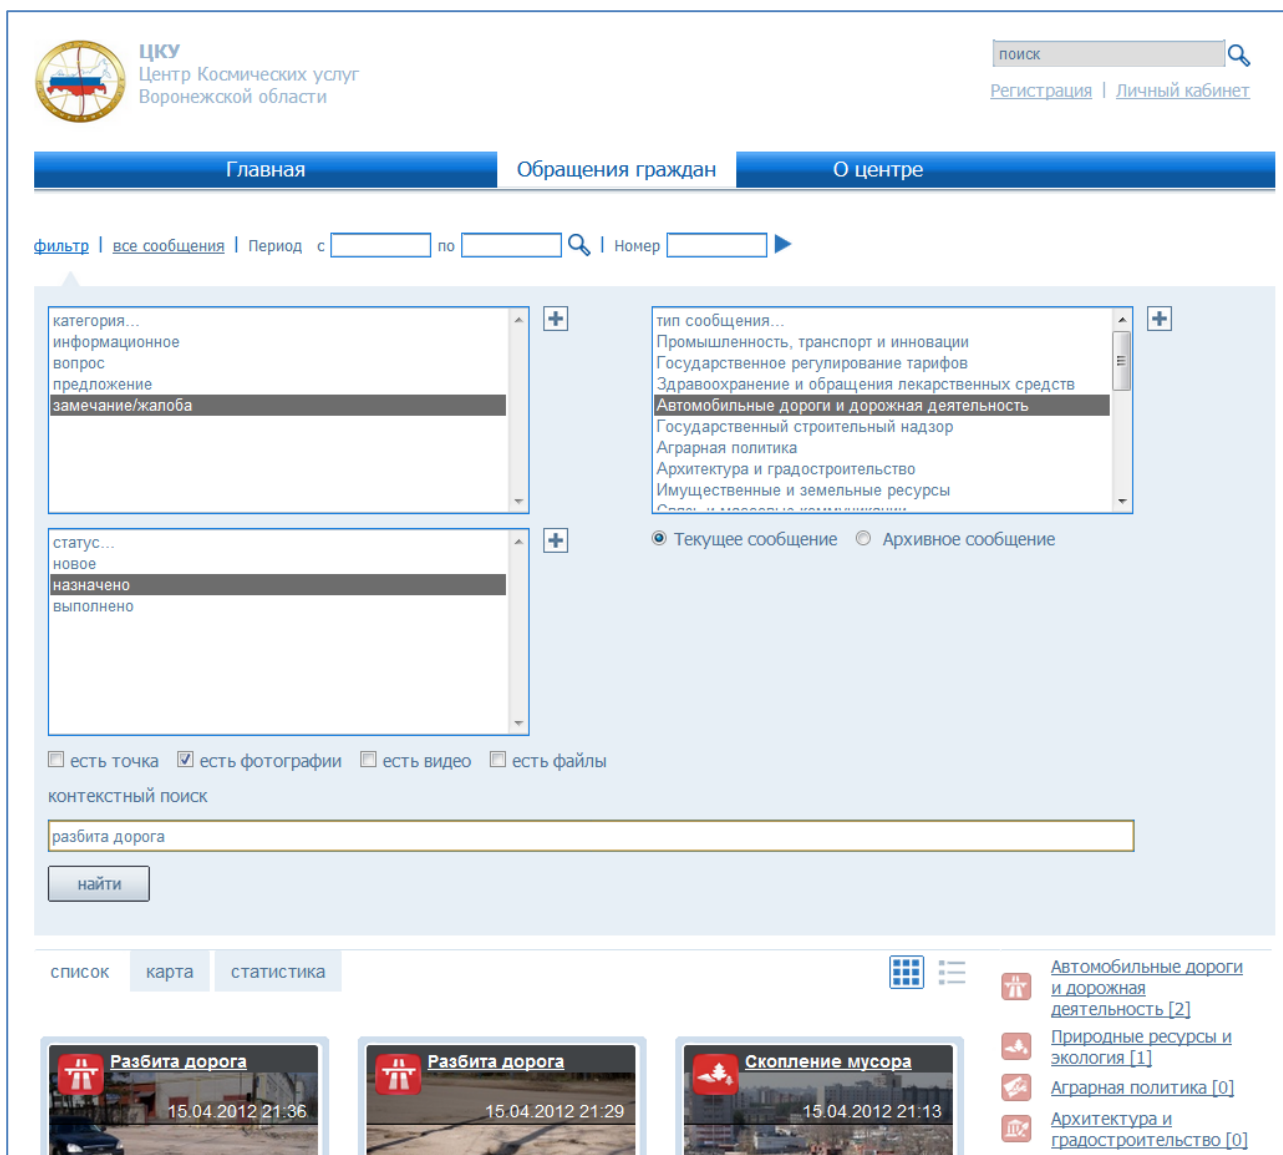 ЦКУ
Центр Космических услуг
Воронежской области
поиск
Регистрация | Личный кабинет
Главная
Обращения граждан
О центре
фильтр | все сообщения | Период с по | Номер
категория...
информационное
вопрос
предложение
замечание/жалоба
тип сообщения...
Промышленность, транспорт и инновации
Государственное регулирование тарифов
Здравоохранение и обращения лекарственных средств
Автомобильные дороги и дорожная деятельность
Государственный строительный надзор
Аграрная политика
Архитектура и градостроительство
Имущественные и земельные ресурсы
Связь и массовые коммуникации
статус...
новое
назначено
выполнено
Текущее сообщение Архивное сообщение
есть точка есть фотографии есть видео есть файлы
контекстный поиск
разбита дорога
найти
список
карта
статистика
Разбита дорога
15.04.2012 21:36
Разбита дорога
15.04.2012 21:29
Скопление мусора
15.04.2012 21:13
Автомобильные дороги
и дорожная
деятельность [2]
Природные ресурсы и
экология [1]
Аграрная политика [0]
Архитектура и
градостроительство [0]